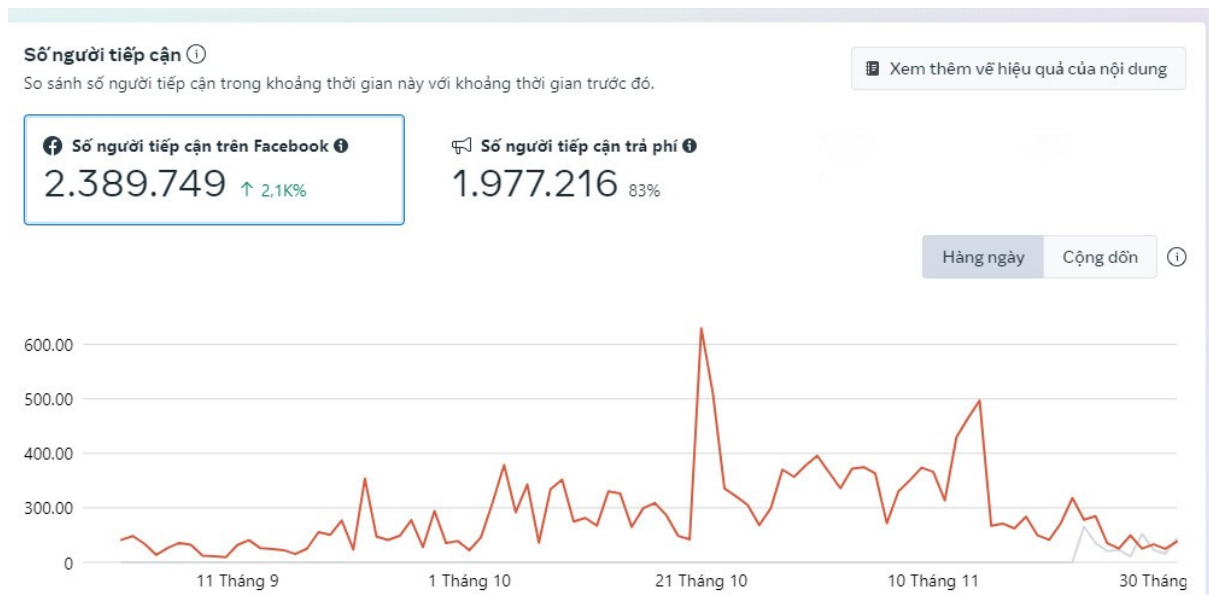 Số người tiếp cận
So sánh số người tiếp cận trong khoảng thời gian này với khoảng thời gian trước đó.
Xem thêm về hiệu quả của nội dung
Số người tiếp cận trên Facebook
2.389.749 ↑ 2,1K%
Số người tiếp cận trả phí
1.977.216 83%
Hàng ngày
Cộng dồn
600.00
500.00
400.00
300.00
0
11 Tháng 9
1 Tháng 10
21 Tháng 10
10 Tháng 11
30 Tháng